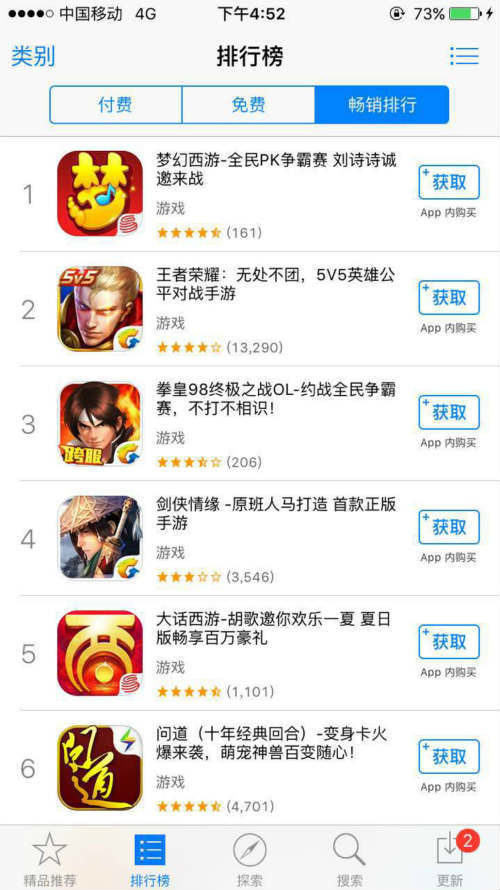 中国移动 4G 下午4:52 73%
类别 排行榜
付费 免费 畅销排行
1
梦幻西游-全民PK争霸赛 刘诗诗诚
邀来战
游戏
(161)
获取
App 内购买
梦
2
王者荣耀：无处不团，5V5英雄公
平对战手游
游戏
(13,290)
获取
App 内购买
5v5
3
拳皇98终极之战OL-约战全民争霸
赛，不打不相识！
游戏
(206)
获取
App 内购买
跨服
4
剑侠情缘 -原班人马打造 首款正版
手游
游戏
(3,546)
获取
App 内购买
5
大话西游-胡歌邀你欢乐一夏 夏日
版畅享百万豪礼
游戏
(1,101)
获取
App 内购买
西
6
问道（十年经典回合）-变身卡火
爆来袭，萌宠神兽百变随心！
游戏
(4,701)
获取
App 内购买
问道
2
精品推荐 排行榜 探索 搜索 更新